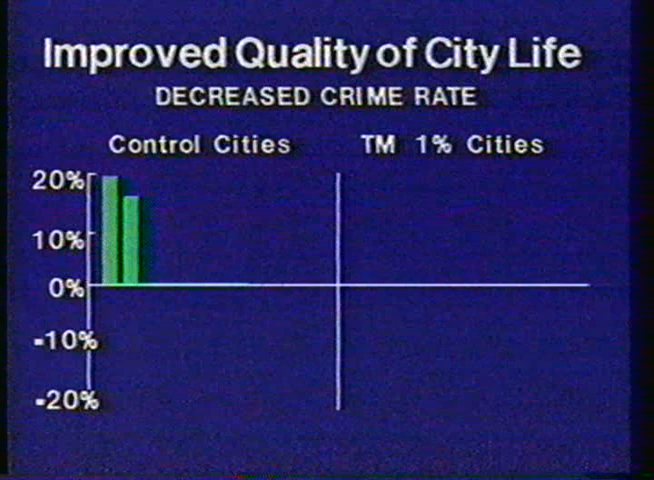 Improved Quality of City Life
DECREASED CRIME RATE
Control Cities TM 1% Cities
20%
10%
0%
-10%
-20%